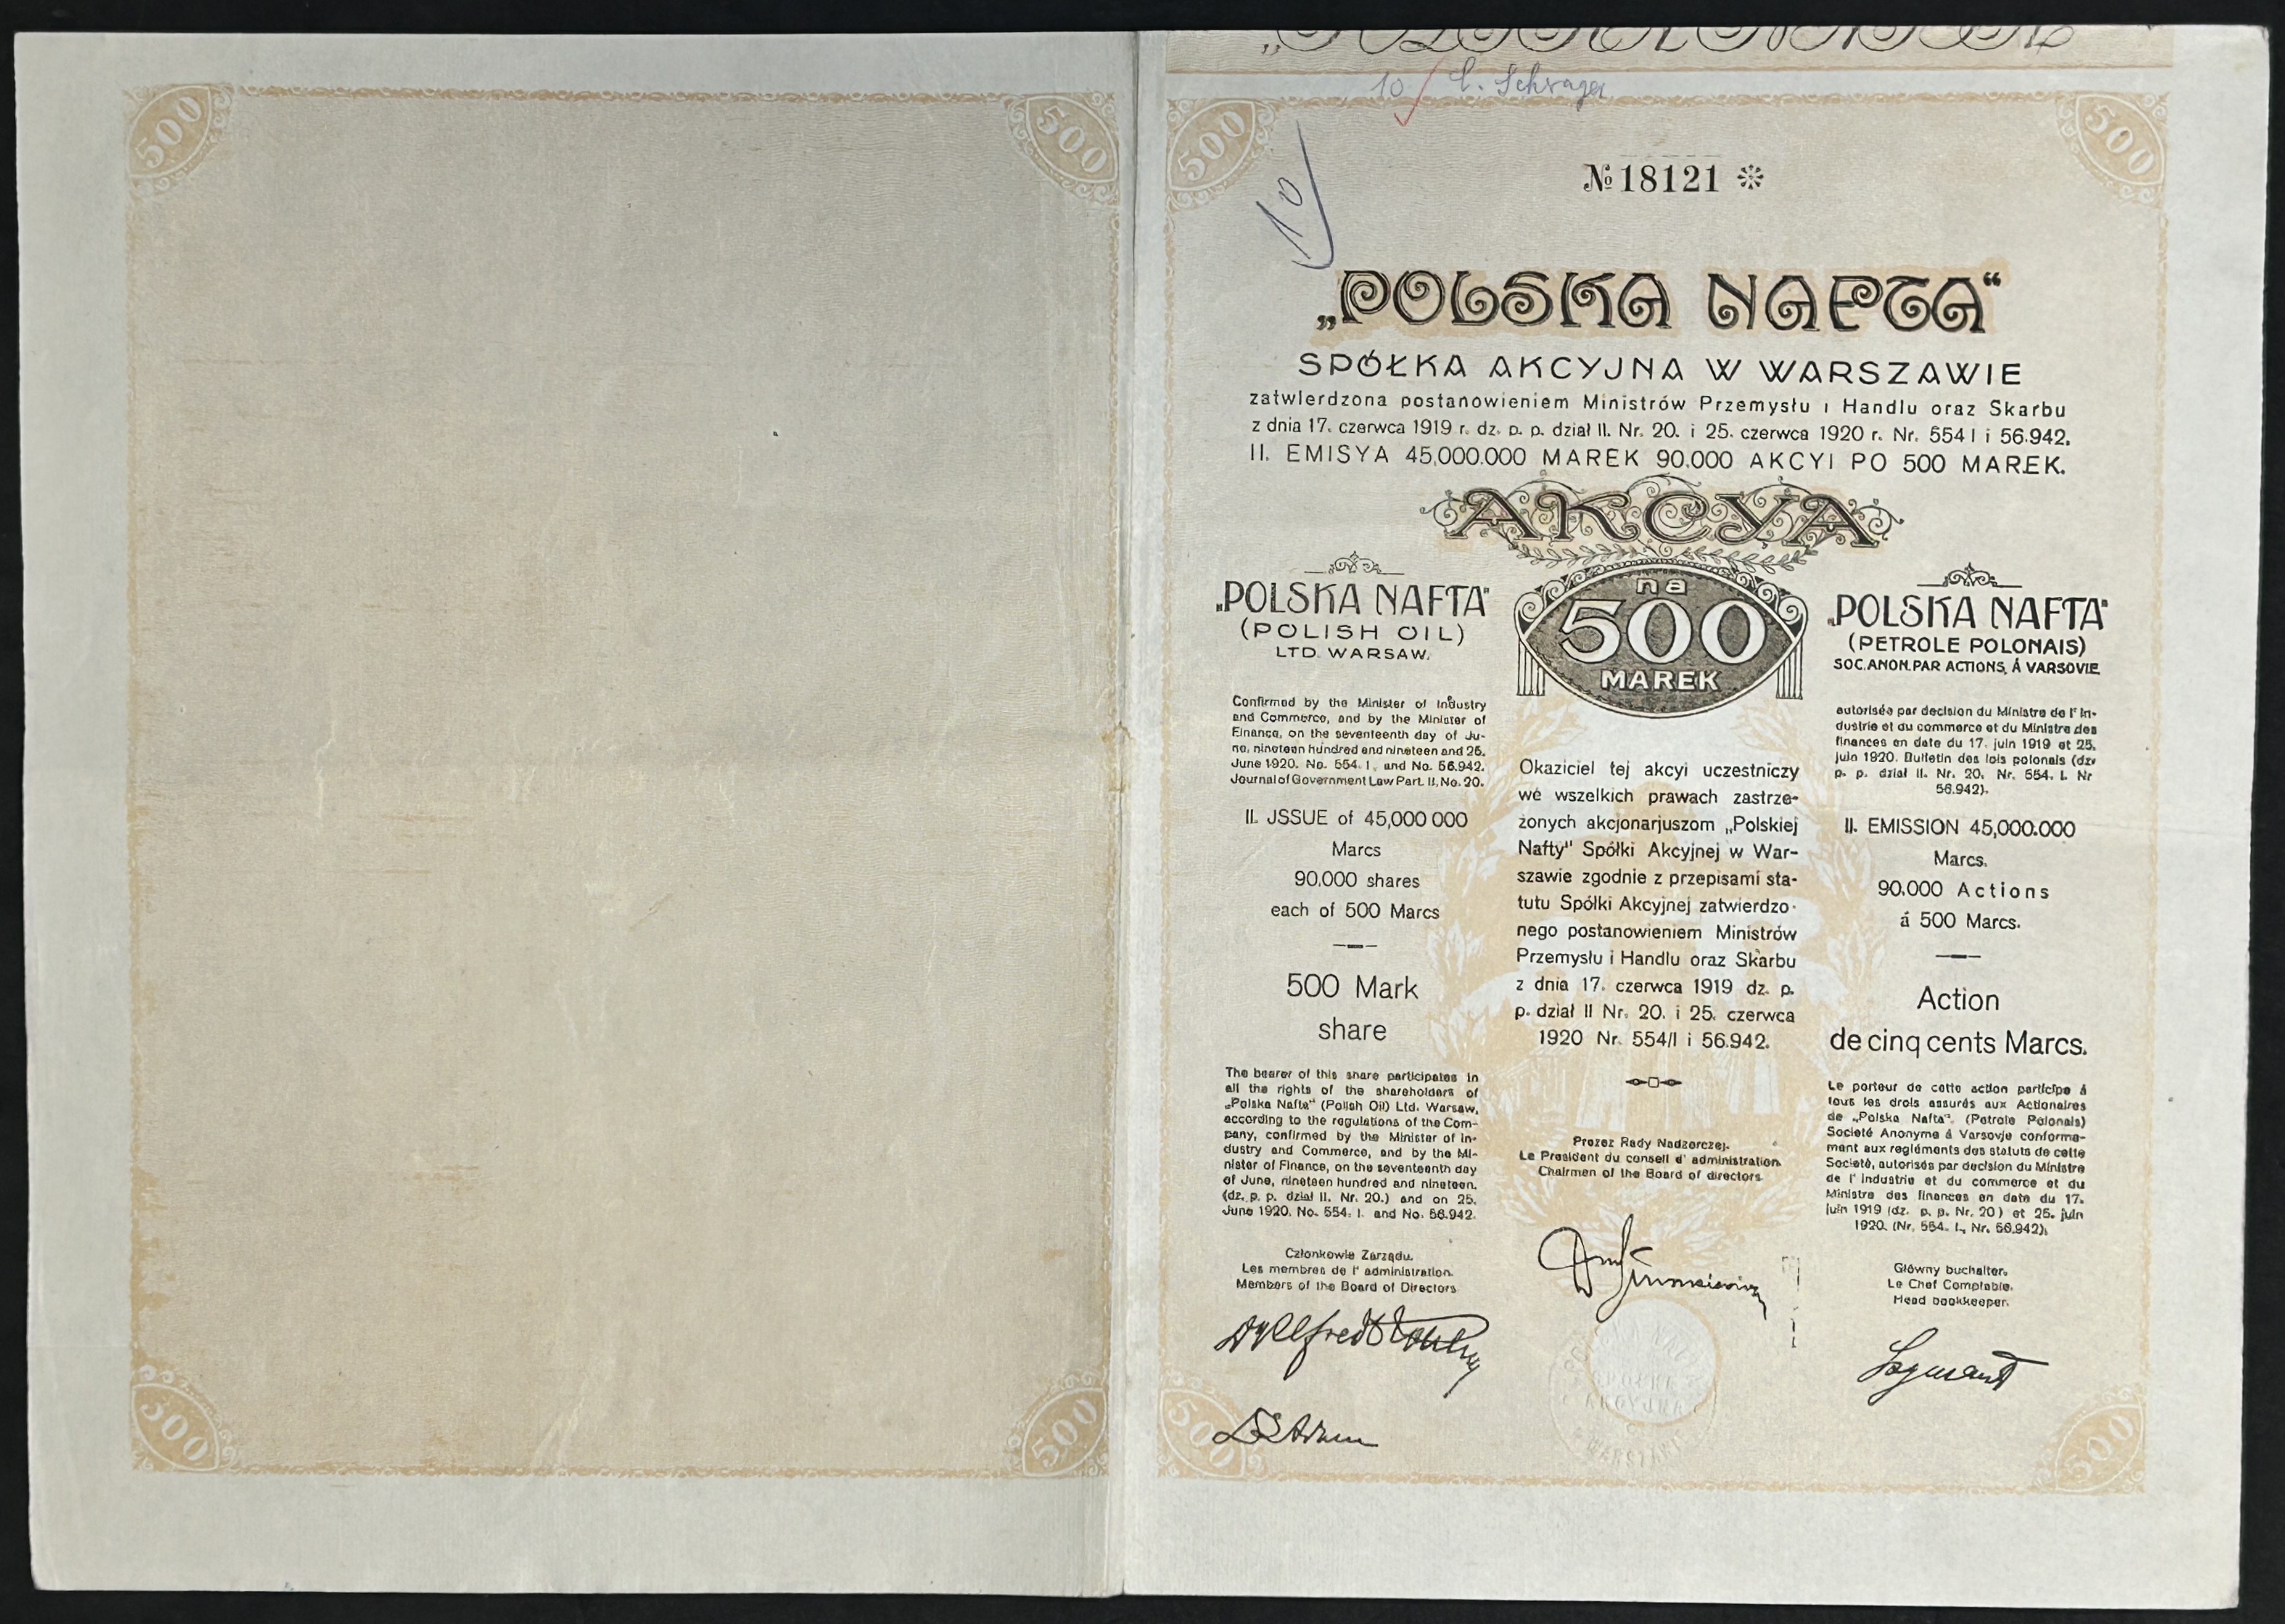 500
500
500
500
10 Schrager
500
500
№ 18121
10
„POLSKA NAFTA“
SPÓŁKA AKCYJNA W WARSZAWIE
zatwierdzona postanowieniem Ministrów Przemysłu i Handlu oraz Skarbu
z dnia 17. czerwca 1919 r. dz. p. p. dział II. Nr. 20. i 25. czerwca 1920 r. Nr. 554 I i 56.942.
II. EMISYA 45,000.000 MAREK 90.000 AKCYI PO 500 MAREK.
AKCYA
na
500
MAREK
„POLSKA NAFTA“
(POLISH OIL)
LTD. WARSAW.
Confirmed by the Minister of Industry
and Commerce, and by the Minister of
Finance, on the seventeenth day of Ju-
ne, nineteen hundred and nineteen and 25.
June 1920. No. 554. I. and No. 56.942.
Journal of Government Law Part. II, No. 20.
II. JSSUE of 45,000 000
Marcs
90,000 shares
each of 500 Marcs
500 Mark
share
The bearer of this share participates in
all the rights of the shareholders of
„Polska Nafta“ (Polish Oil) Ltd. Warsaw,
according to the regulations of the Com-
pany, confirmed by the Minister of In-
dustry and Commerce, and by the Mi-
nister of Finance, on the seventeenth day
of June, nineteen hundred and nineteen.
(dz. p. p. dział II. Nr. 20.) and on 25.
June 1920. No. 554. I. and No. 56.942.
Członkowie Zarządu.
Les membres de l' administration.
Members of the Board of Directors
Okaziciel tej akcyi uczestniczy
we wszelkich prawach zastrze-
żonych akcjonarjuszom „Polskiej
Nafty“ Spółki Akcyjnej w War-
szawie zgodnie z przepisami sta-
tutu Spółki Akcyjnej zatwierdzo-
nego postanowieniem Ministrów
Przemysłu i Handlu oraz Skarbu
z dnia 17. czerwca 1919 dz. p.
p. dział II Nr. 20. i 25. czerwca
1920 Nr. 554/I i 56.942.
Prezez Rady Nadzorczej.
Le President du conseil d' administration.
Chairmen of the Board of directors.
„POLSKA NAFTA“
(PETROLE POLONAIS)
SOC. ANON. PAR ACTIONS, Á VARSOVIE
autorisée par decision du Ministre de l' In-
dustrie et du commerce et du Ministre des
finances en date du 17. juin 1919 et 25.
juin 1920. Bulletin des lois polonais (dz.
p. p. dział II. Nr. 20, Nr. 554. I. Nr
56.942).
II. EMISSION 45,000.000
Marcs.
90.000 Actions
á 500 Marcs.
Action
de cinq cents Marcs.
Le porteur de cette action participe á
tous les drois assurés aux Actionaires
de „Polska Nafta“. (Petrole Polonais)
Societé Anonyme á Varsovje conforme-
ment aux regléments des statuts de cette
Societé, autorisés par decision du Ministre
de l' Industrie et du commerce et du
Ministre des finances en date du 17.
juin 1919 (dz. p. p. Nr. 20) et 25. juin
1920. (Nr. 554. I., Nr. 56.942).
Główny buchalter.
Le Chef Comptable.
Head bookkeeper.
POLSKA NAFTA
SPÓŁKA
AKCYJNA
WARSZAWA
500
500